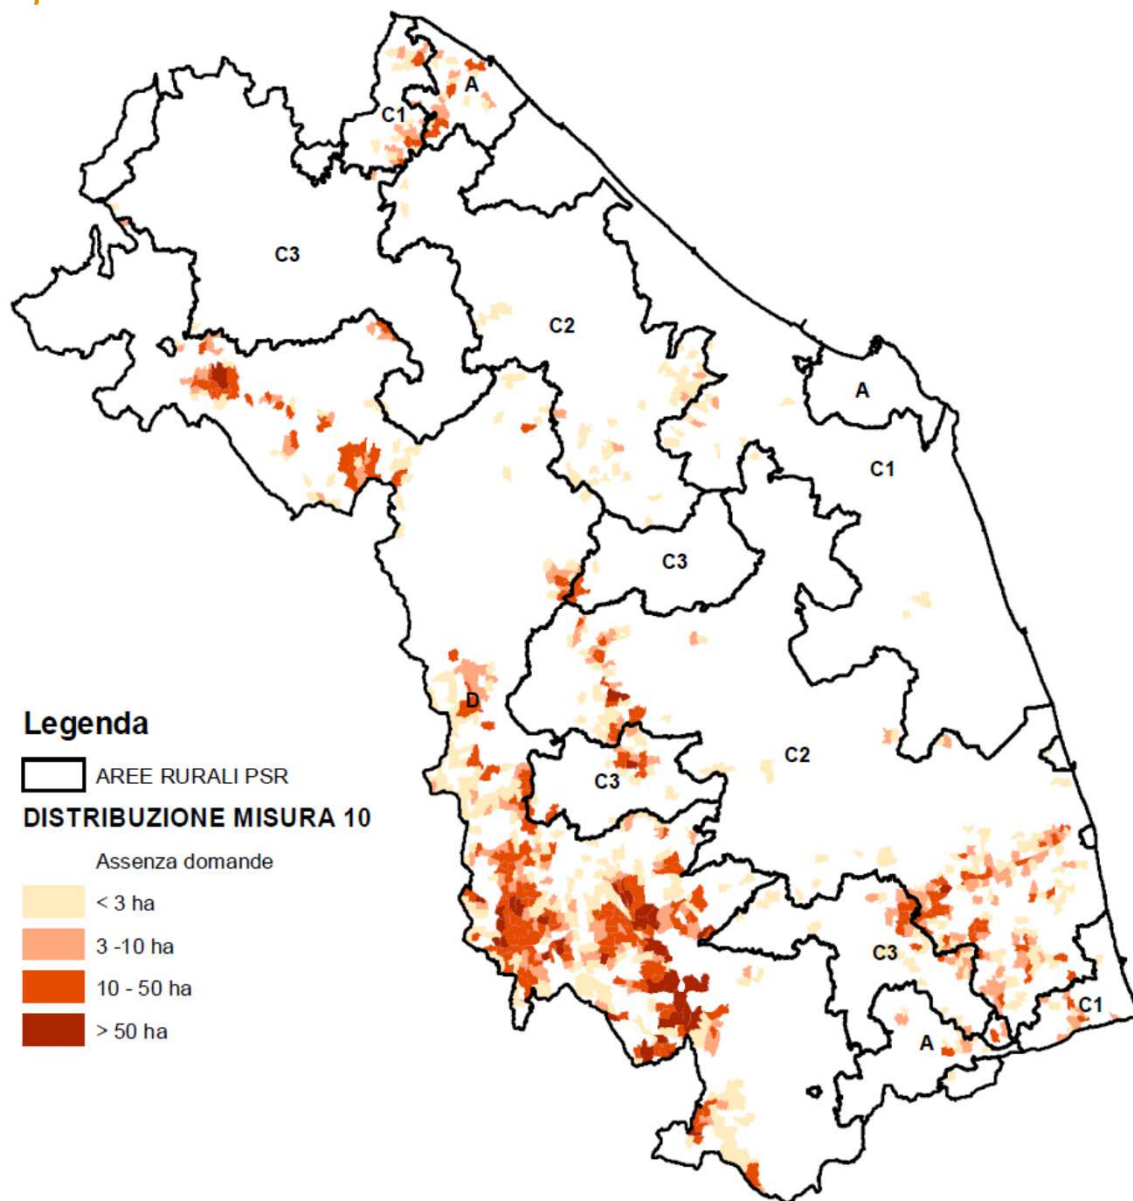 A
C1
C3
C2
A
C1
C3
D
C2
C3
C3
C1
A
Legenda
AREE RURALI PSR
DISTRIBUZIONE MISURA 10
Assenza domande
< 3 ha
3 -10 ha
10 - 50 ha
> 50 ha